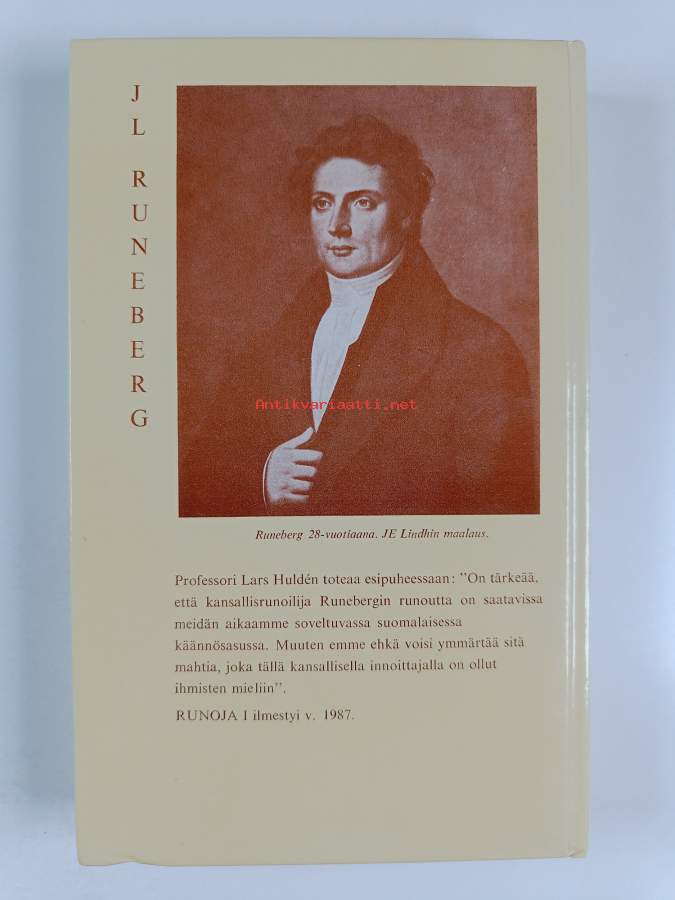 JL RUNEBERG
Antikvariaatti.net
Runeberg 28-vuotiaana. JE Lindhin maalaus.
Professori Lars Huldén toteaa esipuheessaan: ”On tärkeää,
että kansallisrunoilija Runebergin runoutta on saatavissa
meidän aikaamme soveltuvassa suomalaisessa
käännösasussa. Muuten emme ehkä voisi ymmärtää sitä
mahtia, joka tällä kansallisella innoittajalla on ollut
ihmisten mieliin”.
RUNOJA I ilmestyi v. 1987.